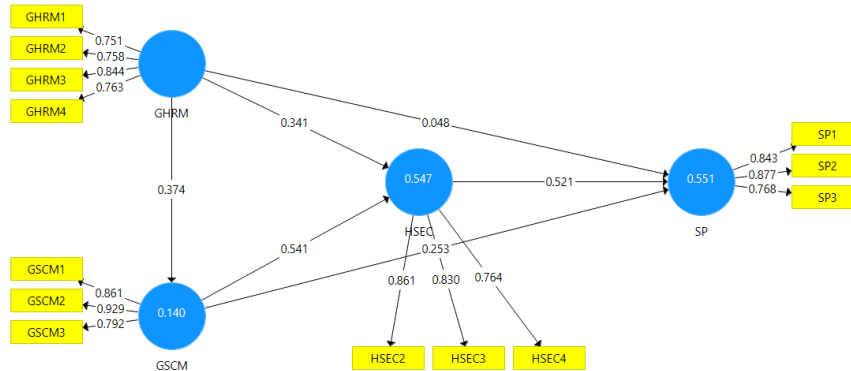 GHRM1
GHRM2
GHRM3
GHRM4
0.751
0.758
0.844
0.763
GHRM
0.341
0.048
0.374
0.547
HSEC
0.521
0.551
SP
0.843
0.877
0.768
SP1
SP2
SP3
0.541
0.253
GSCM1
GSCM2
GSCM3
0.861
0.929
0.792
0.140
GSCM
0.861
0.830
0.764
HSEC2
HSEC3
HSEC4